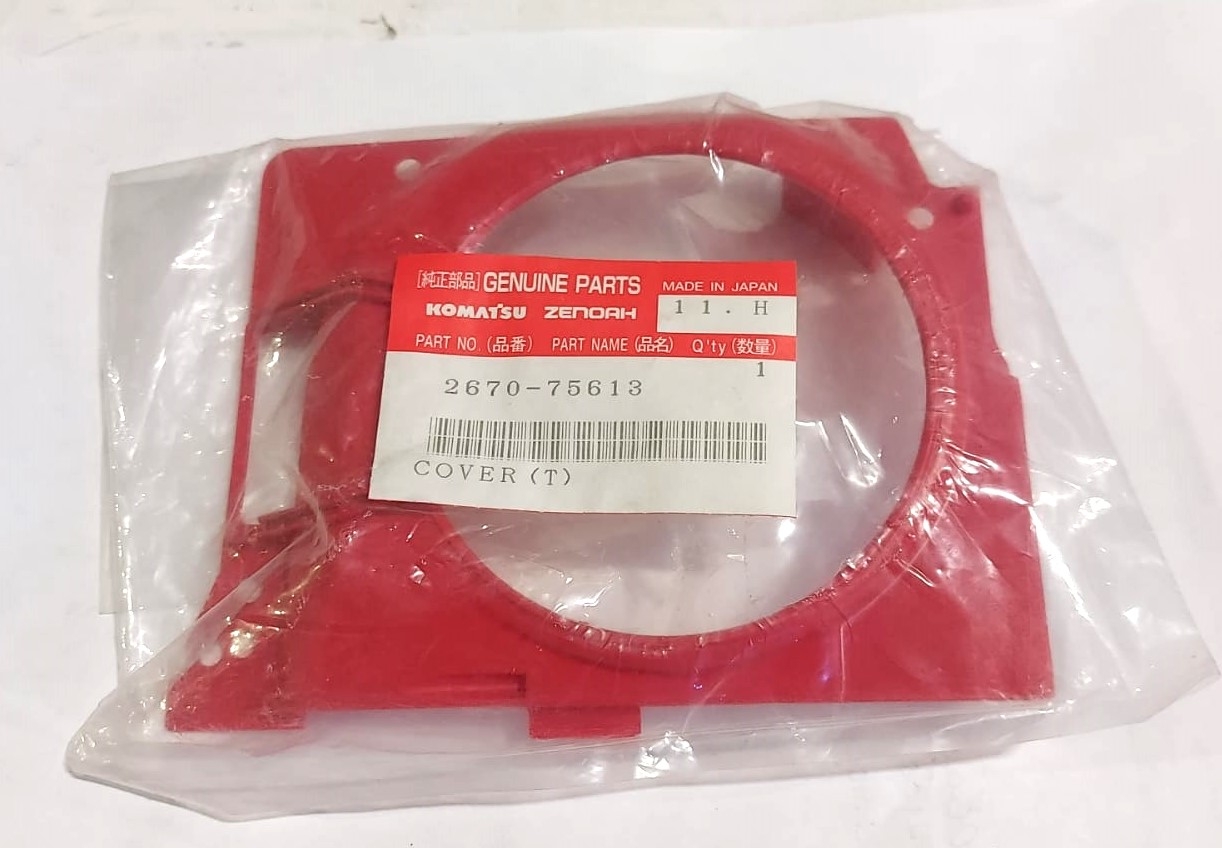 [純正部品] GENUINE PARTS MADE IN JAPAN
KOMATSU ZENOAH 11.H
PART NO. (品番) PART NAME (品名) Q'ty (数量)
1
2670-75613
COVER (T)